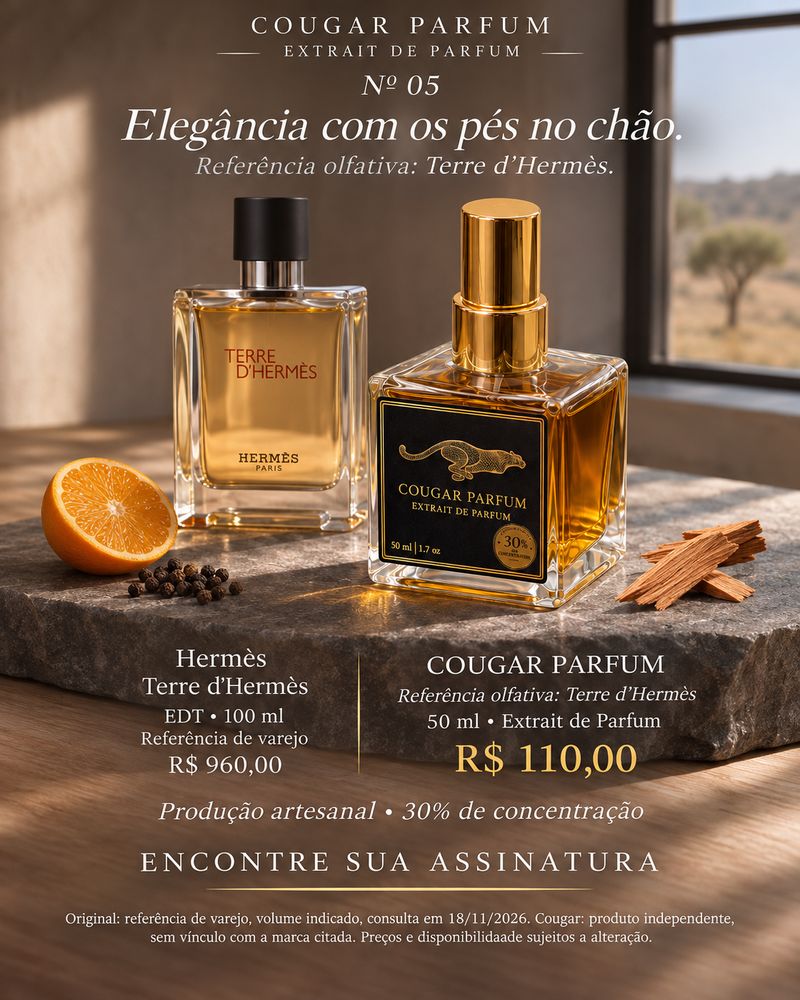 COUGAR PARFUM
EXTRAIT DE PARFUM
Nº 05
Elegância com os pés no chão.
Referência olfativa: Terre d’Hermès.
TERRE
D’HERMÈS
HERMÈS
PARIS
COUGAR PARFUM
EXTRAIT DE PARFUM
50 ml | 1.7 oz
30%
Hermès
Terre d’Hermès
EDT • 100 ml
Referência de varejo
R$ 960,00
COUGAR PARFUM
Referência olfativa: Terre d’Hermès
50 ml • Extrait de Parfum
R$ 110,00
Produção artesanal • 30% de concentração
ENCONTRE SUA ASSINATURA
Original: referência de varejo, volume indicado, consulta em 18/11/2026. Cougar: produto independente,
sem vínculo com a marca citada. Preços e disponibilidaade sujeitos a alteração.